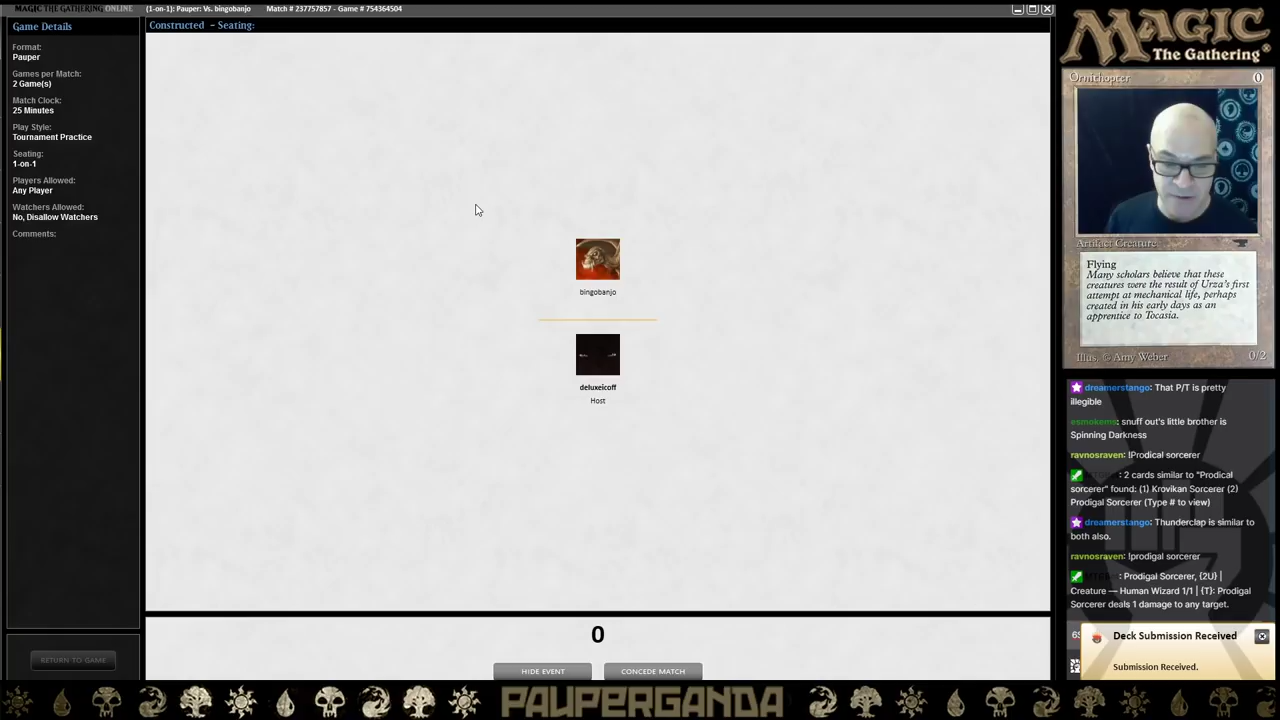 MAGIC THE GATHERING ONLINE
(1-on-1): Pauper: Vs. bingobanjo
Match # 237757857 - Game # 754364504
Game Details
Format:
Pauper
Games per Match:
2 Game(s)
Match Clock:
25 Minutes
Play Style:
Tournament Practice
Seating:
1-on-1
Players Allowed:
Any Player
Watchers Allowed:
No, Disallow Watchers
Comments:
RETURN TO GAME
Constructed - Seating:
bingobanjo
deluxeicoff
Host
0
HIDE EVENT
CONCEDE MATCH
MAGIC
The Gathering®
Ornithopter 0
Artifact Creature
Flying
Many scholars believe that these
creatures were the result of Urza's first
attempt at mechanical life, perhaps
created in his early days as an
apprentice to Tocasia.
Illus. © Amy Weber 0/2
dreamerstango: That P/T is pretty
illegible
esmokems: snuff out's little brother is
Spinning Darkness
ravnosraven: !Prodical sorcerer
: 2 cards similar to "Prodical
sorcerer" found: (1) Krovikan Sorcerer (2)
Prodigal Sorcerer (Type # to view)
dreamerstango: Thunderclap is similar to
both also.
ravnosraven: !prodigal sorcerer
: Prodigal Sorcerer, {2U} |
Creature — Human Wizard 1/1 | {T}: Prodigal
Sorcerer deals 1 damage to any target.
Deck Submission Received
Submission Received.
PAUPERGANDA